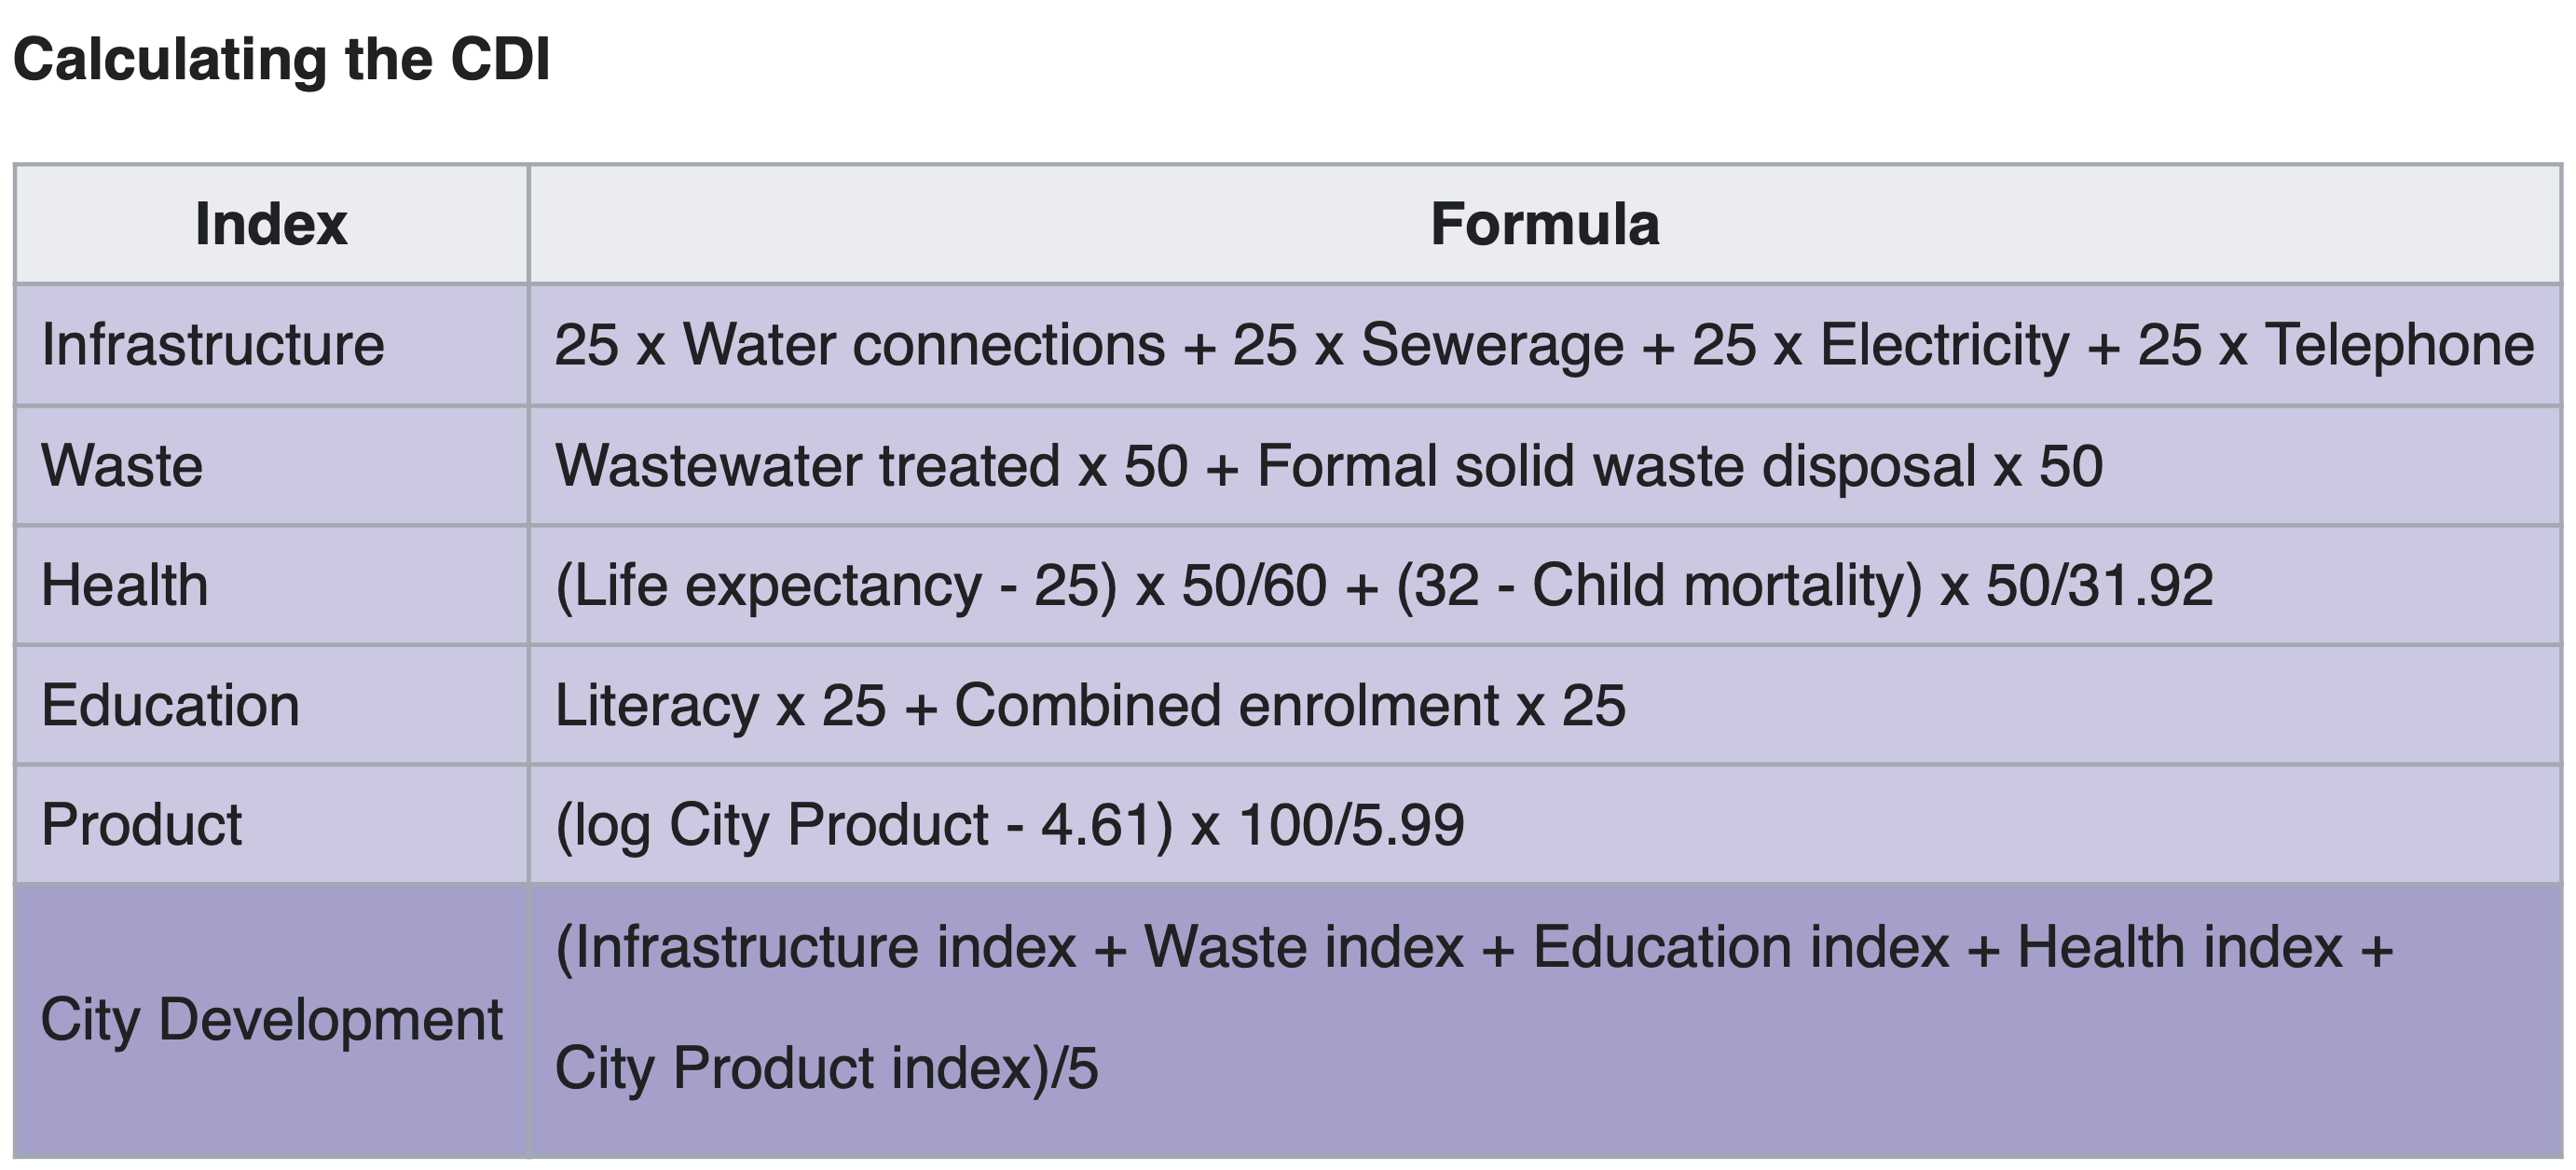 Calculating the CDI
Index Formula
Infrastructure 25 x Water connections + 25 x Sewerage + 25 x Electricity + 25 x Telephone
Waste Wastewater treated x 50 + Formal solid waste disposal x 50
Health (Life expectancy - 25) x 50/60 + (32 - Child mortality) x 50/31.92
Education Literacy x 25 + Combined enrolment x 25
Product (log City Product - 4.61) x 100/5.99
City Development (Infrastructure index + Waste index + Education index + Health index +
City Product index)/5